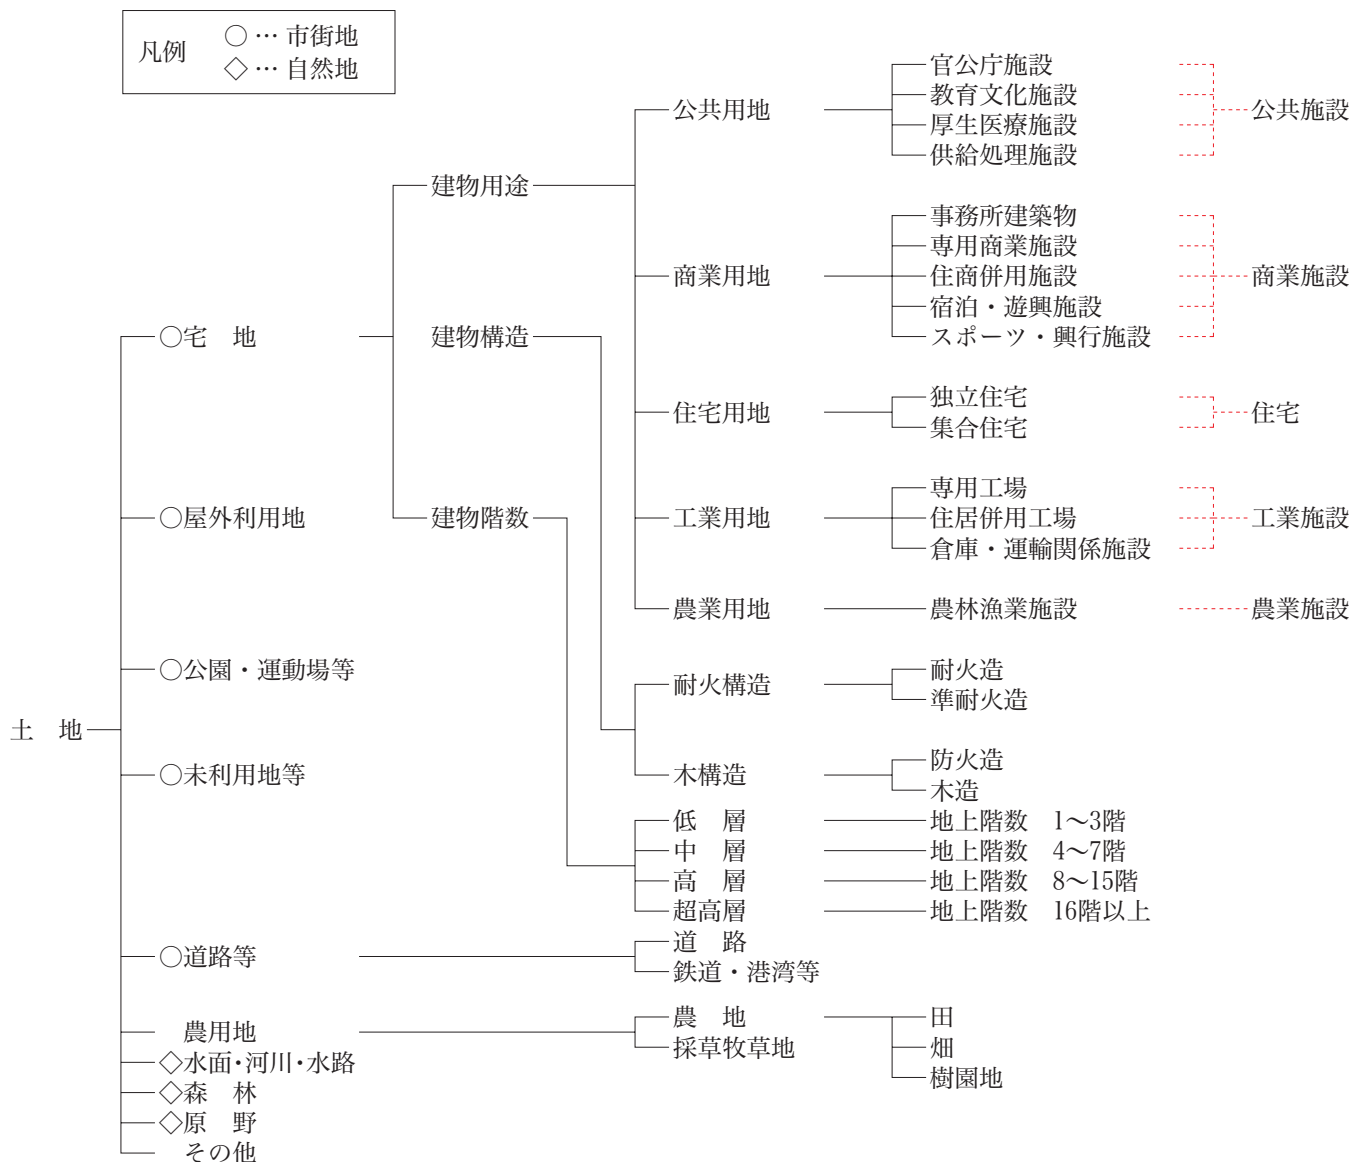 凡例
○ … 市街地
◇ … 自然地
官公庁施設
教育文化施設
公共用地
公共施設
厚生医療施設
供給処理施設
建物用途
事務所建築物
専用商業施設
商業用地
住商併用施設
商業施設
宿泊・遊興施設
○宅　地
建物構造
スポーツ・興行施設
独立住宅
住宅用地
住宅
集合住宅
専用工場
○屋外利用地
建物階数
工業用地
住居併用工場
工業施設
倉庫・運輸関係施設
農業用地
農林漁業施設
農業施設
○公園・運動場等
耐火構造
耐火造
準耐火造
土　地
防火造
○未利用地等
木構造
木造
低　層
地上階数　1～3階
中　層
地上階数　4～7階
高　層
地上階数　8～15階
超高層
地上階数　16階以上
○道路等
道　路
鉄道・港湾等
農用地
農　地
田
採草牧草地
畑
樹園地
◇水面・河川・水路
◇森　林
◇原　野
その他